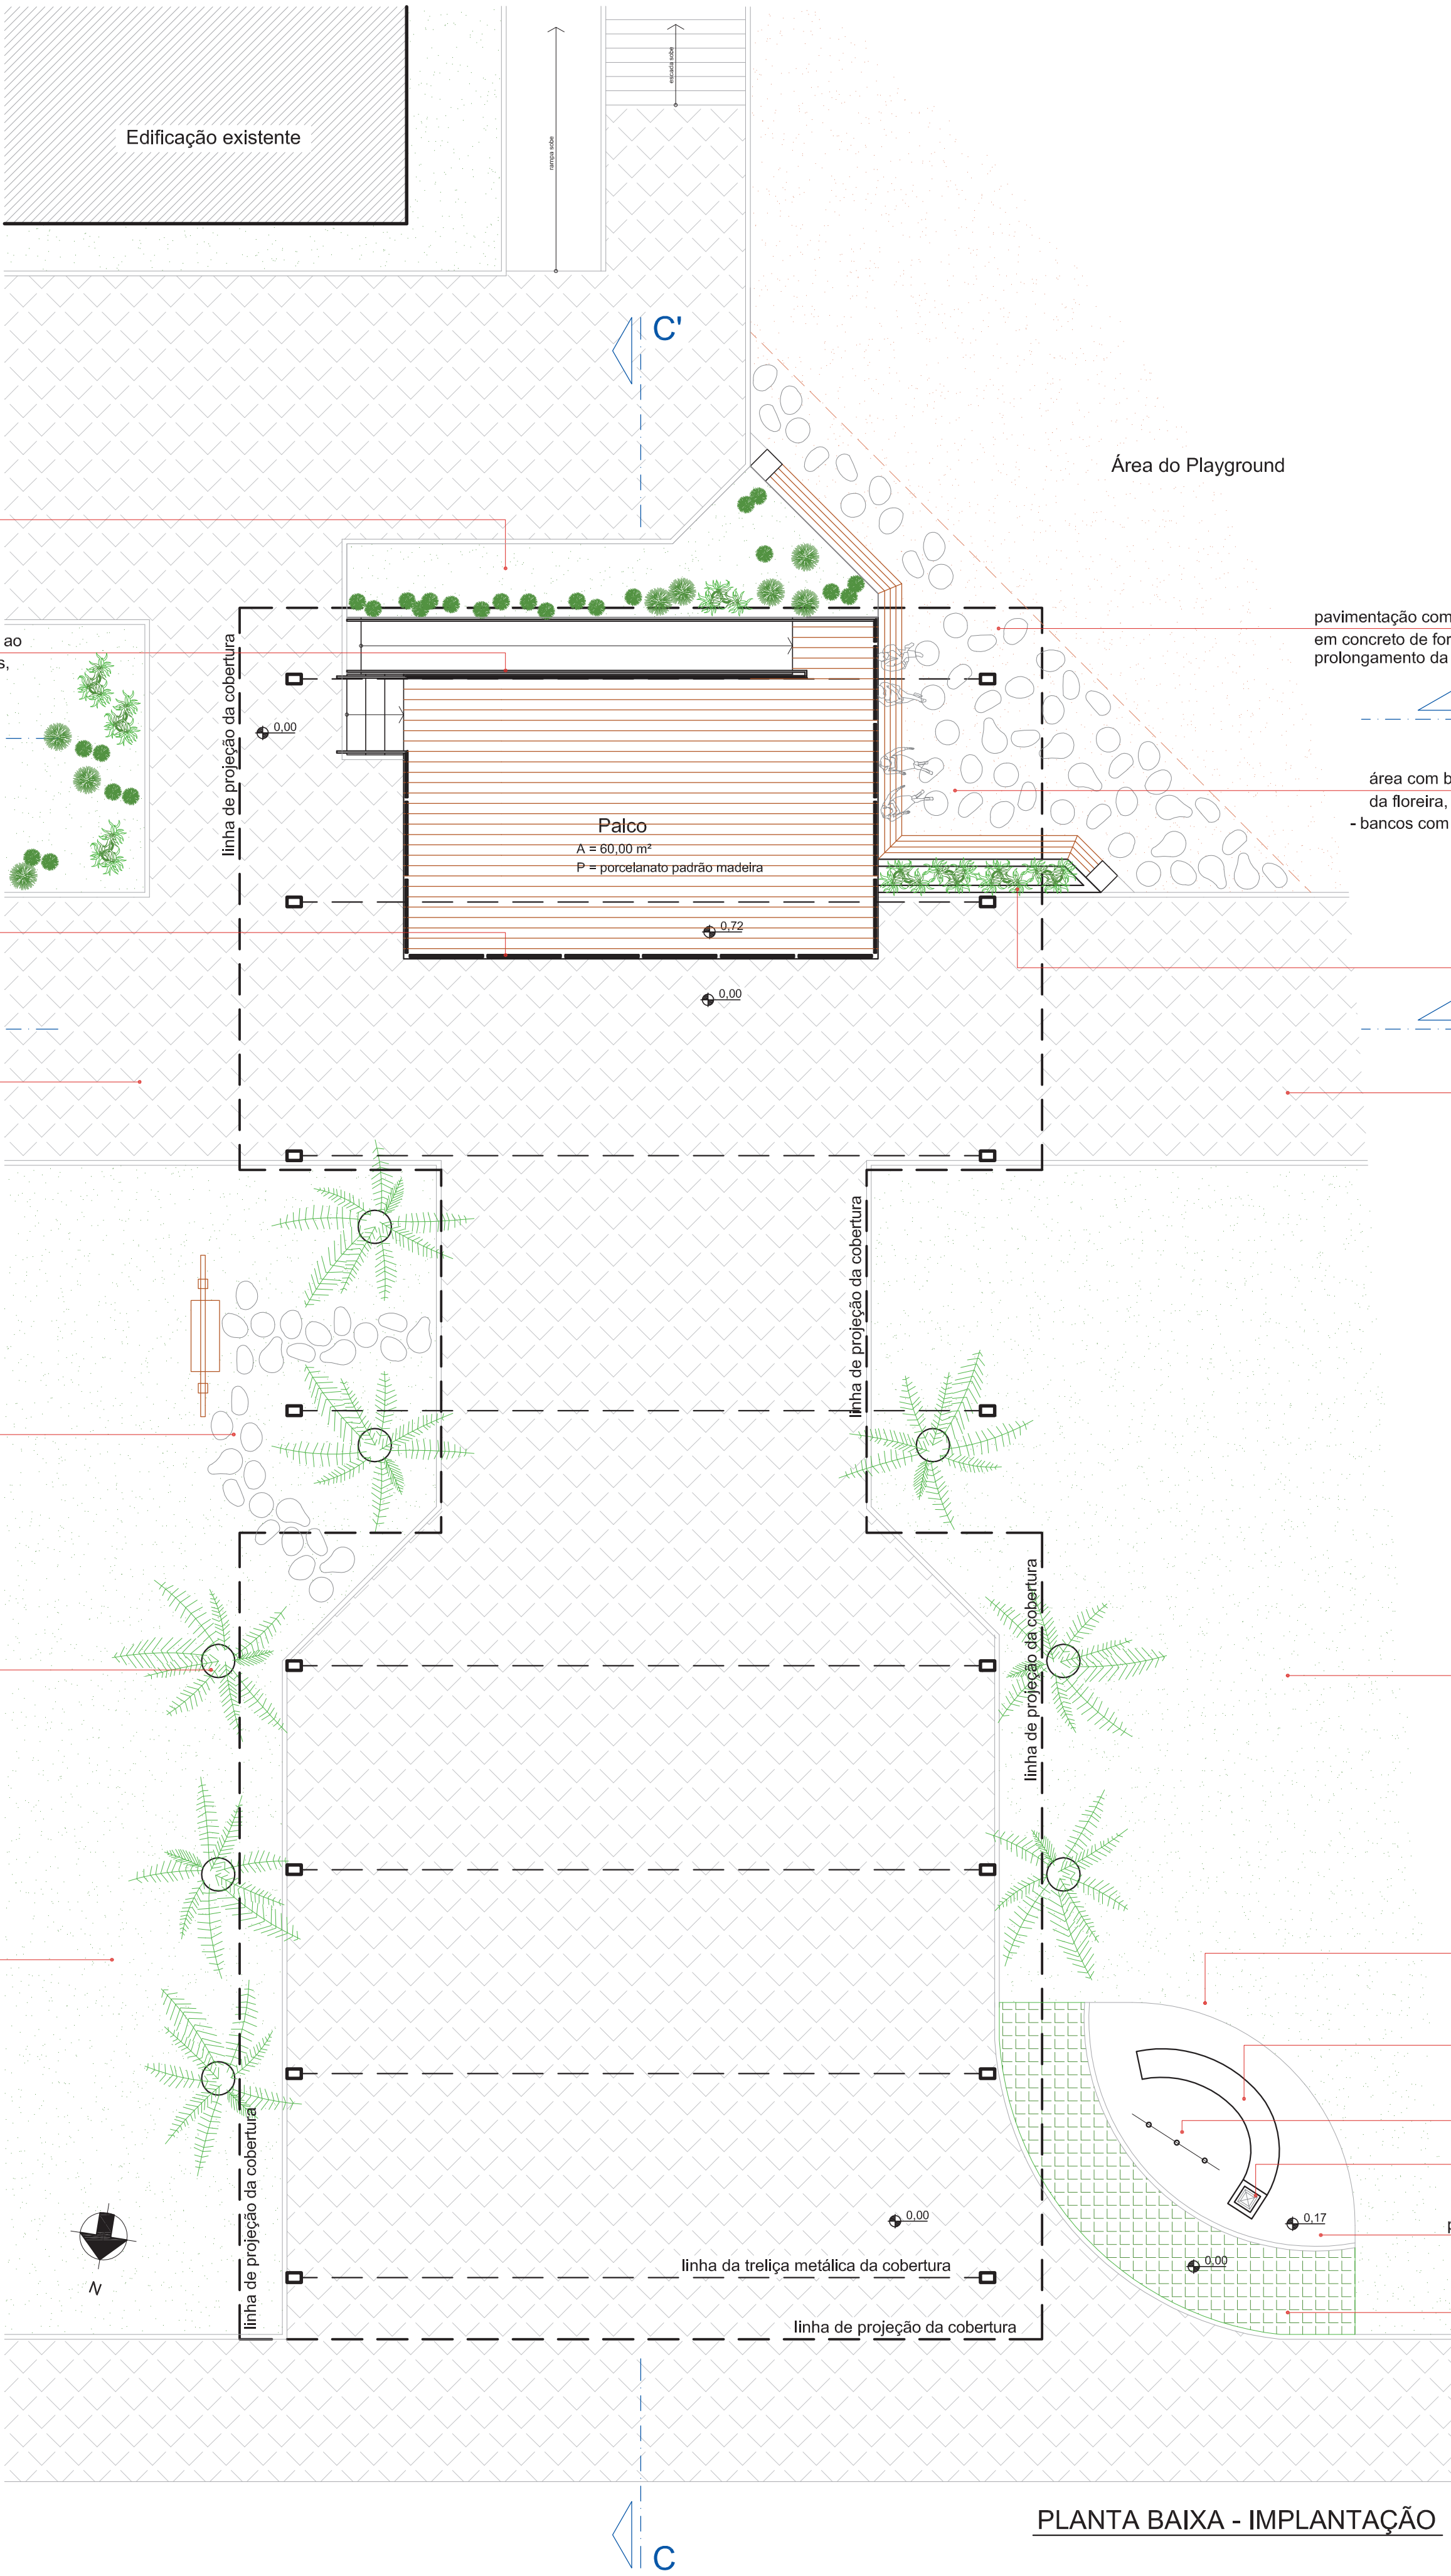 escada sobe
rampa sobe
Edificação existente
C'
Área do Playground
pavimentação com
em concreto de for
prolongamento da
ao
s,
linha de projeção da cobertura
0,00
área com b
da floreira,
- bancos com
Palco
A = 60,00 m²
P = porcelanato padrão madeira
0,72
0,00
linha de projeção da cobertura
linha de projeção da cobertura
linha de projeção da cobertura
0,00
0,17
0,00
N
linha da treliça metálica da cobertura
linha de projeção da cobertura
PLANTA BAIXA - IMPLANTAÇÃO
C